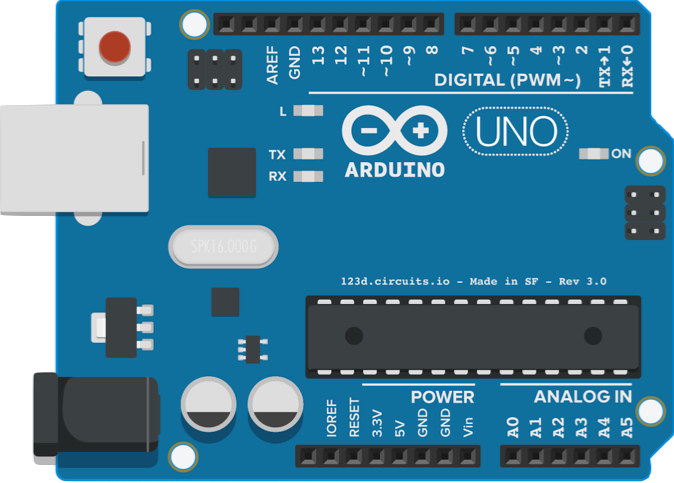 AREF
GND
13
12
~11
~10
~9
8
7
~6
~5
4
~3
2
TX→1
RX←0
DIGITAL (PWM~)
L
TX
RX
UNO
ON
ARDUINO
SPK16.000G
123d.circuits.io - Made in SF - Rev 3.0
POWER
ANALOG IN
IOREF
RESET
3.3V
5V
GND
GND
Vin
A0
A1
A2
A3
A4
A5